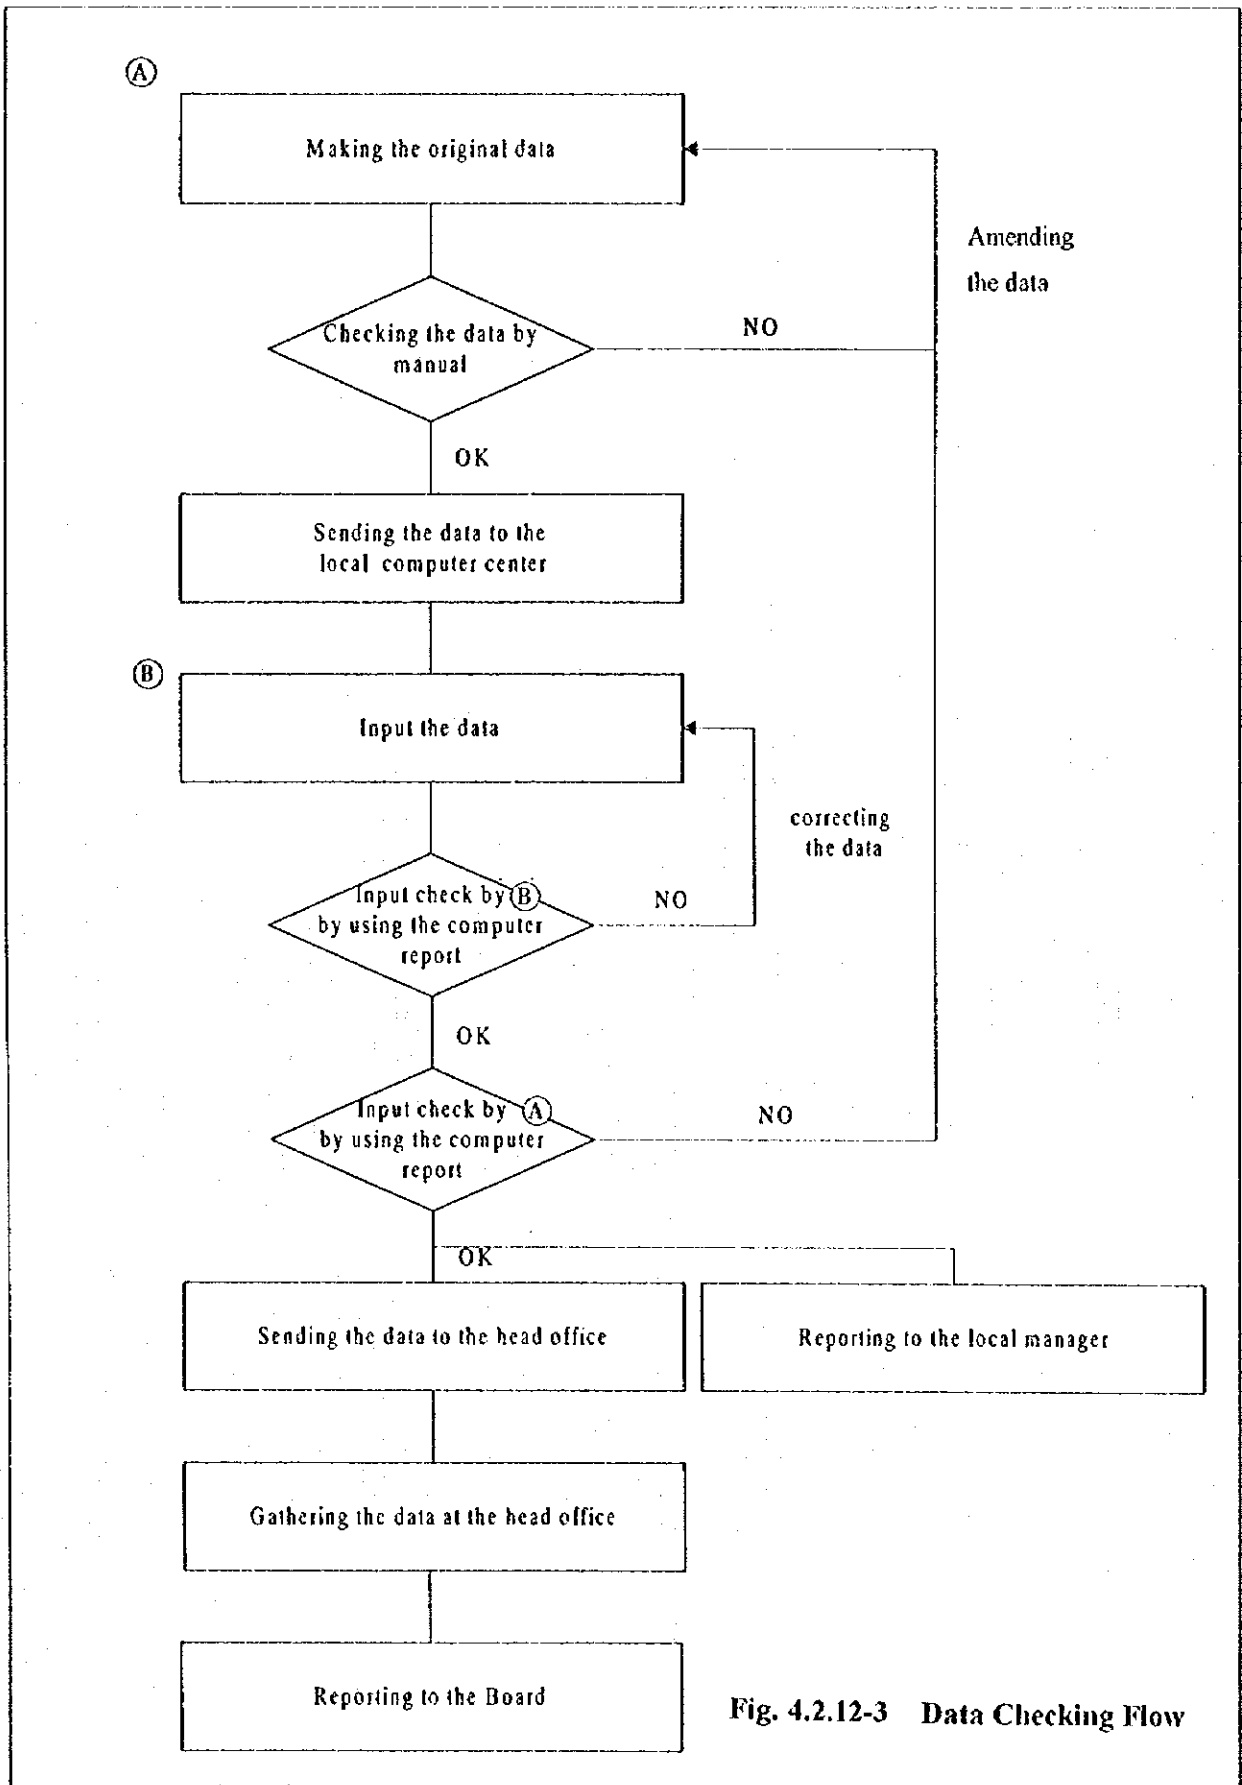 A
Making the original data
Amending
the data
Checking the data by
manual
NO
OK
Sending the data to the
local computer center
B
Input the data
correcting
the data
Input check by B
by using the computer
report
NO
OK
Input check by A
by using the computer
report
NO
OK
Sending the data to the head office
Reporting to the local manager
Gathering the data at the head office
Reporting to the Board
Fig. 4.2.12-3 Data Checking Flow